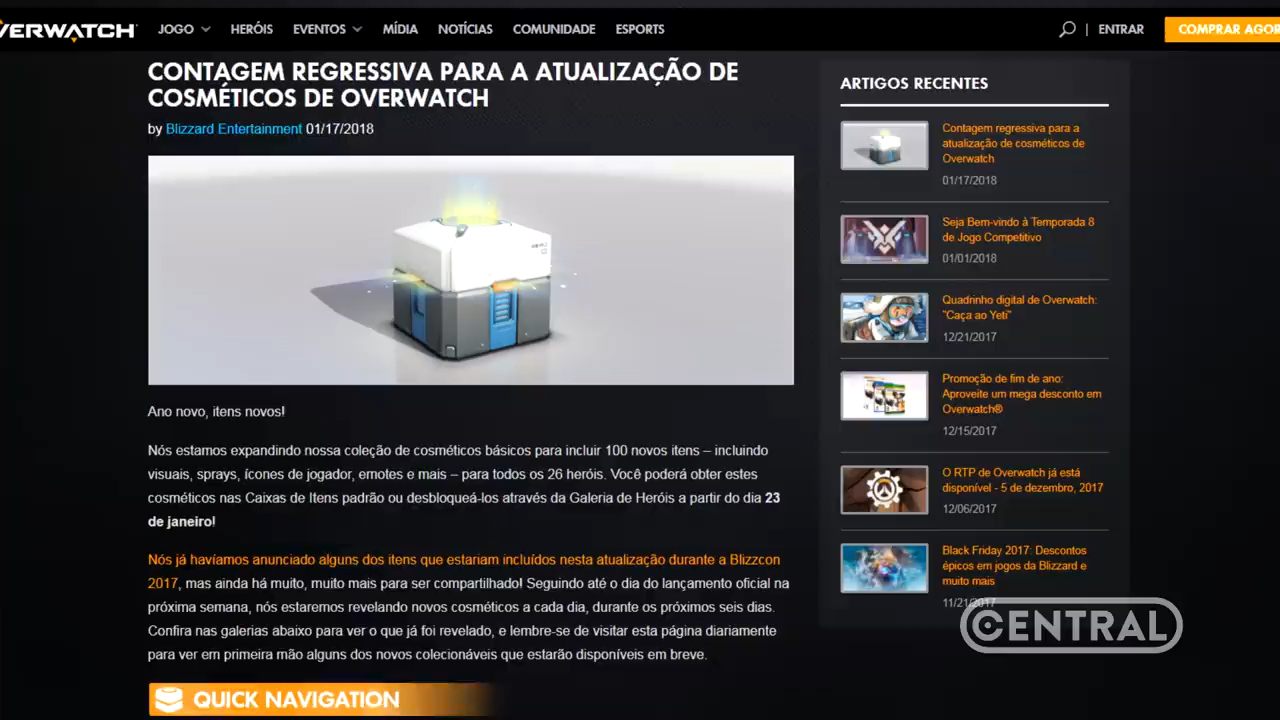 VERWATCH
JOGO
HERÓIS
EVENTOS
MÍDIA
NOTÍCIAS
COMUNIDADE
ESPORTS
ENTRAR
COMPRAR AGOR
CONTAGEM REGRESSIVA PARA A ATUALIZAÇÃO DE
COSMÉTICOS DE OVERWATCH
by Blizzard Entertainment 01/17/2018
Ano novo, itens novos!
Nós estamos expandindo nossa coleção de cosméticos básicos para incluir 100 novos itens – incluindo
visuais, sprays, ícones de jogador, emotes e mais – para todos os 26 heróis. Você poderá obter estes
cosméticos nas Caixas de Itens padrão ou desbloqueá-los através da Galeria de Heróis a partir do dia 23
de janeiro!
Nós já havíamos anunciado alguns dos itens que estariam incluídos nesta atualização durante a Blizzcon
2017, mas ainda há muito, muito mais para ser compartilhado! Seguindo até o dia do lançamento oficial na
próxima semana, nós estaremos revelando novos cosméticos a cada dia, durante os próximos seis dias.
Confira nas galerias abaixo para ver o que já foi revelado, e lembre-se de visitar esta página diariamente
para ver em primeira mão alguns dos novos colecionáveis que estarão disponíveis em breve.
QUICK NAVIGATION
ARTIGOS RECENTES
Contagem regressiva para a
atualização de cosméticos de
Overwatch
01/17/2018
Seja Bem-vindo à Temporada 8
de Jogo Competitivo
01/01/2018
Quadrinho digital de Overwatch:
"Caça ao Yeti"
12/21/2017
Promoção de fim de ano:
Aproveite um mega desconto em
Overwatch®
12/15/2017
O RTP de Overwatch já está
disponível - 5 de dezembro, 2017
12/06/2017
Black Friday 2017: Descontos
épicos em jogos da Blizzard e
muito mais
11/21/2017
CENTRAL